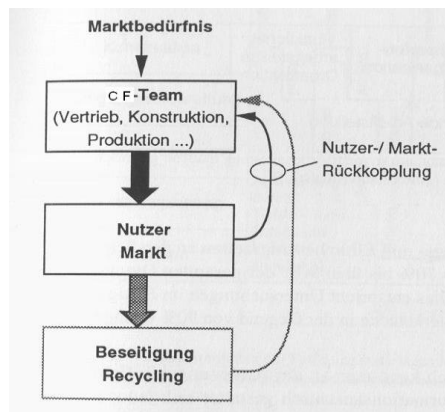 Marktbedürfnis
CF-Team
(Vertrieb, Konstruktion,
Produktion ...)
Nutzer-/ Markt-
Rückkopplung
Nutzer
Markt
Beseitigung
Recycling